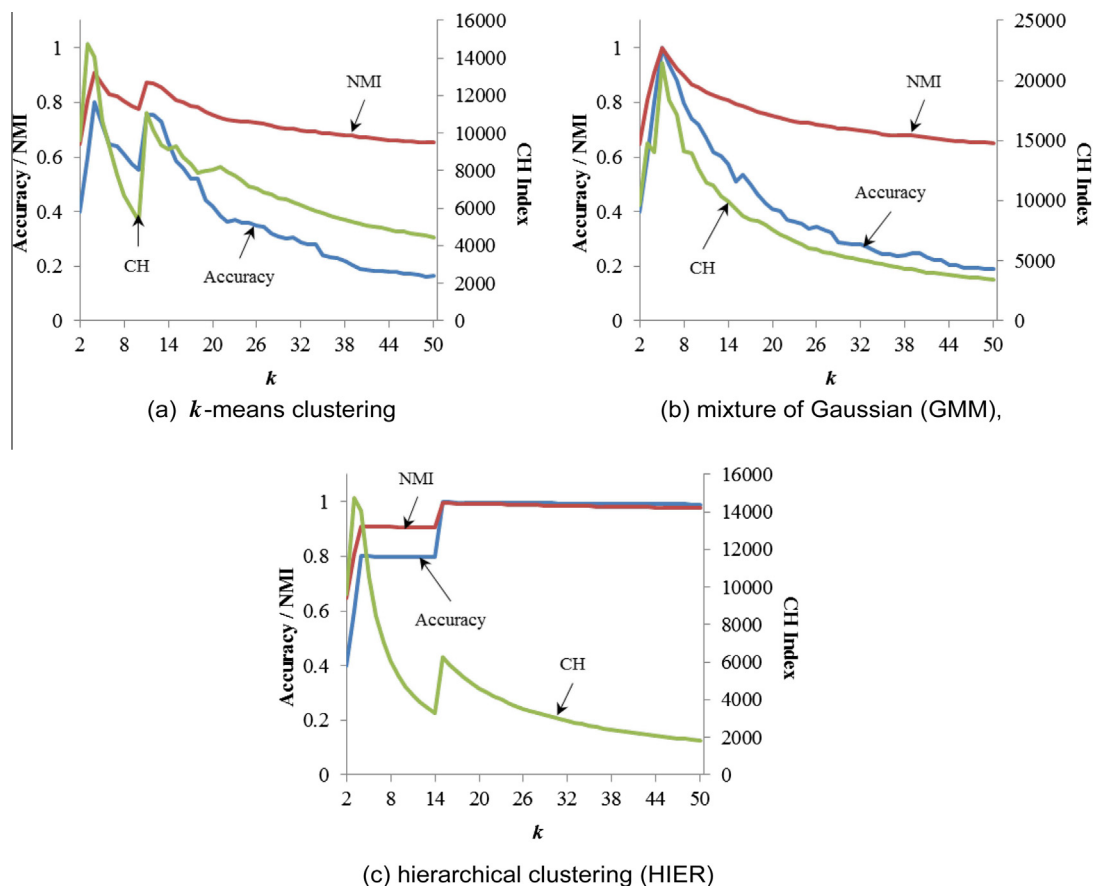 Accuracy / NMI
1
0.8
0.6
0.4
0.2
0
16000
14000
12000
10000
8000
6000
4000
2000
0
CH Index
NMI
CH
Accuracy
2 8 14 20 26 32 38 44 50
k
(a) k-means clustering
Accuracy / NMI
1
0.8
0.6
0.4
0.2
0
25000
20000
15000
10000
5000
0
CH Index
NMI
Accuracy
CH
2 8 14 20 26 32 38 44 50
k
(b) mixture of Gaussian (GMM),
Accuracy / NMI
1
0.8
0.6
0.4
0.2
0
16000
14000
12000
10000
8000
6000
4000
2000
0
CH Index
NMI
Accuracy
CH
2 8 14 20 26 32 38 44 50
k
(c) hierarchical clustering (HIER)